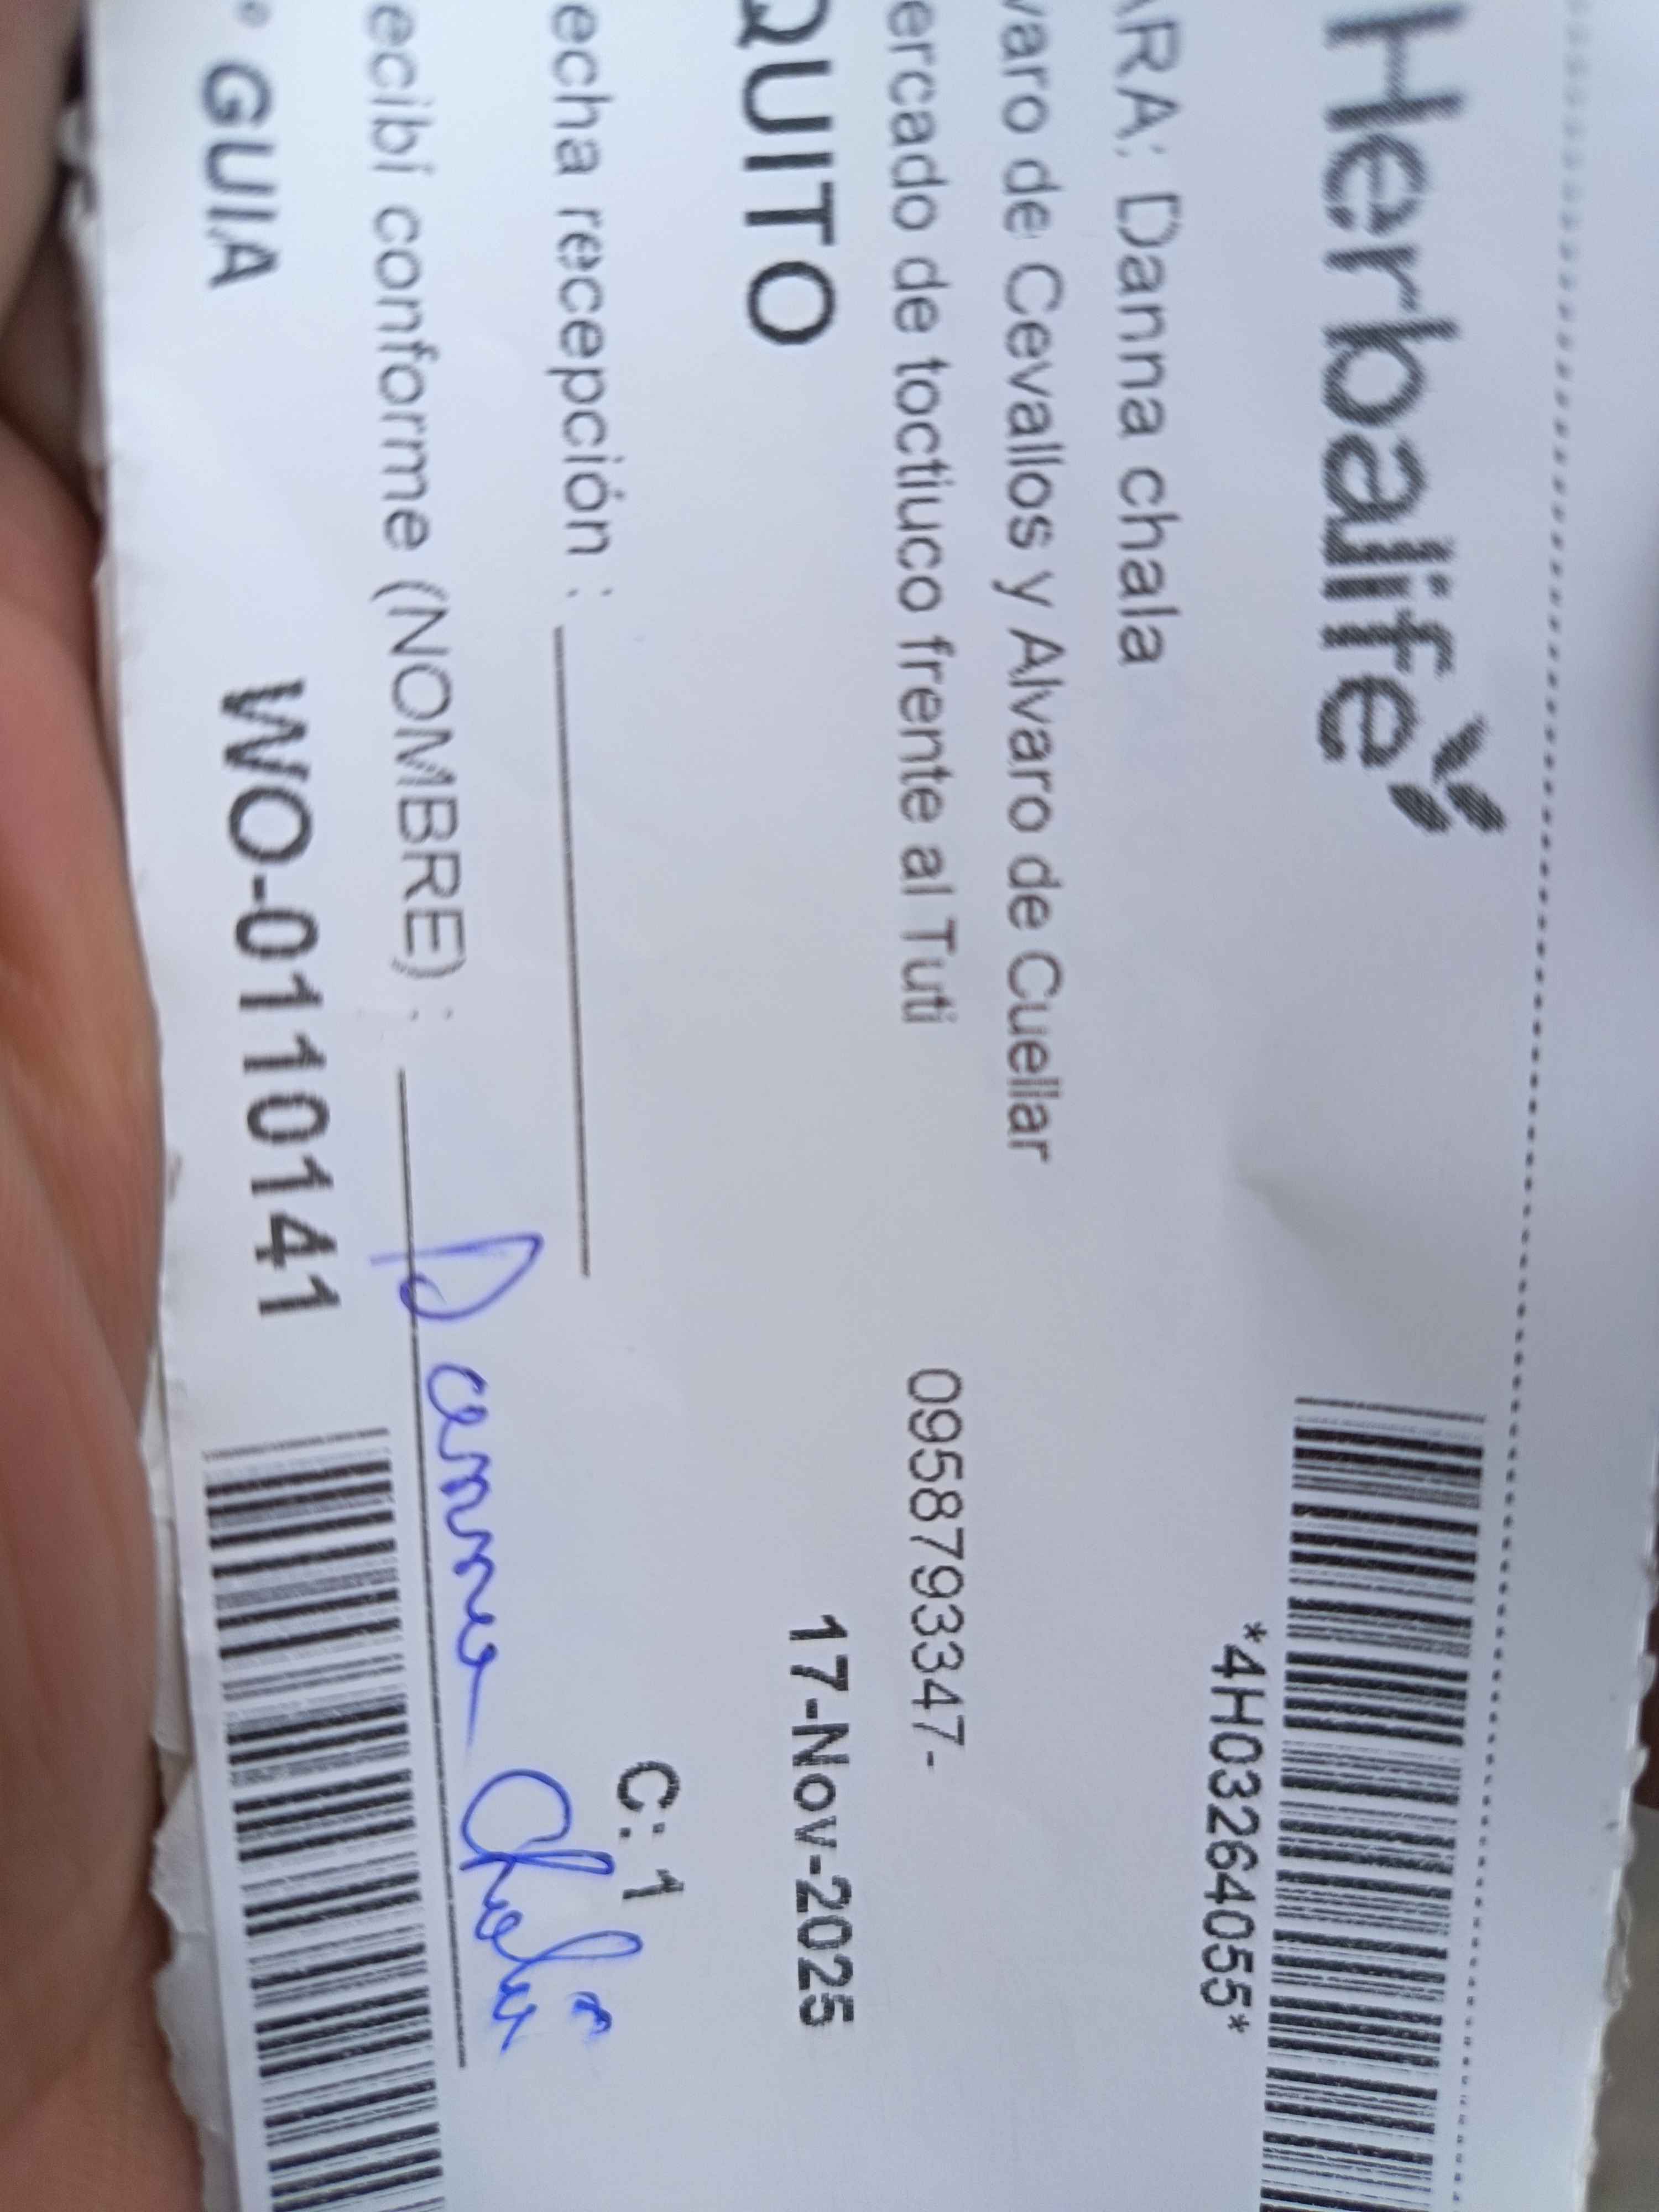 Herbalife
*4H03264055*
ARA: Danna chala
varo de Cevallos y Alvaro de Cuellar
ercado de toctiuco frente al Tuti 0958793347-
QUITO 17-Nov-2025
C: 1
echa recepción :
ecibí conforme (NOMBRE) : Danna Chala
° GUIA WO-0110141